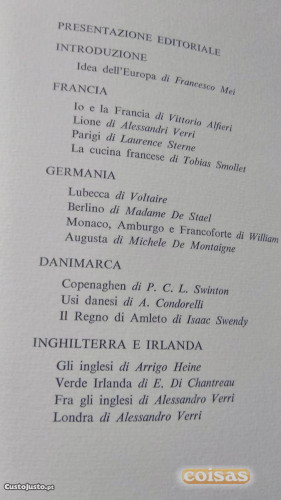 PRESENTAZIONE EDITORIALE
INTRODUZIONE
Idea dell'Europa di Francesco Mei
FRANCIA
Io e la Francia di Vittorio Alfieri
Lione di Alessandri Verri
Parigi di Laurence Sterne
La cucina francese di Tobias Smollet
GERMANIA
Lubecca di Voltaire
Berlino di Madame De Stael
Monaco, Amburgo e Francoforte di William
Augusta di Michele De Montaigne
DANIMARCA
Copenaghen di P. C. L. Swinton
Usi danesi di A. Condorelli
Il Regno di Amleto di Isaac Swendy
INGHILTERRA E IRLANDA
Gli inglesi di Arrigo Heine
Verde Irlanda di E. Di Chantreau
Fra gli inglesi di Alessandro Verri
Londra di Alessandro Verri
CustoJusto.pt
coisas